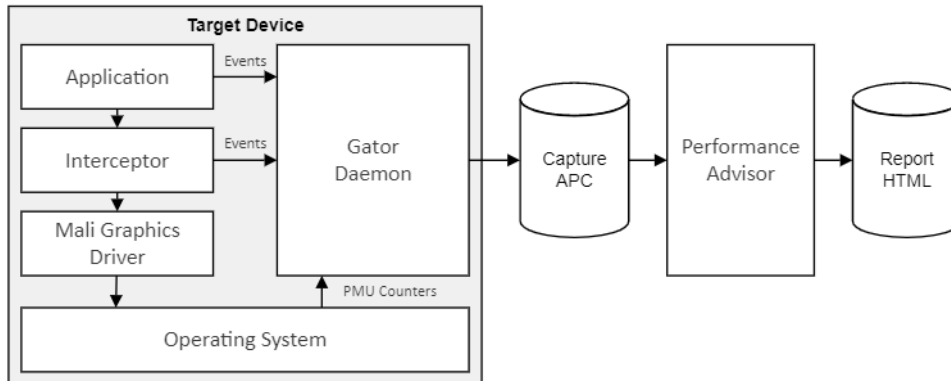 Target Device
Application
Events
Interceptor
Events
Mali Graphics
Driver
Gator
Daemon
PMU Counters
Operating System
Capture
APC
Performance
Advisor
Report
HTML